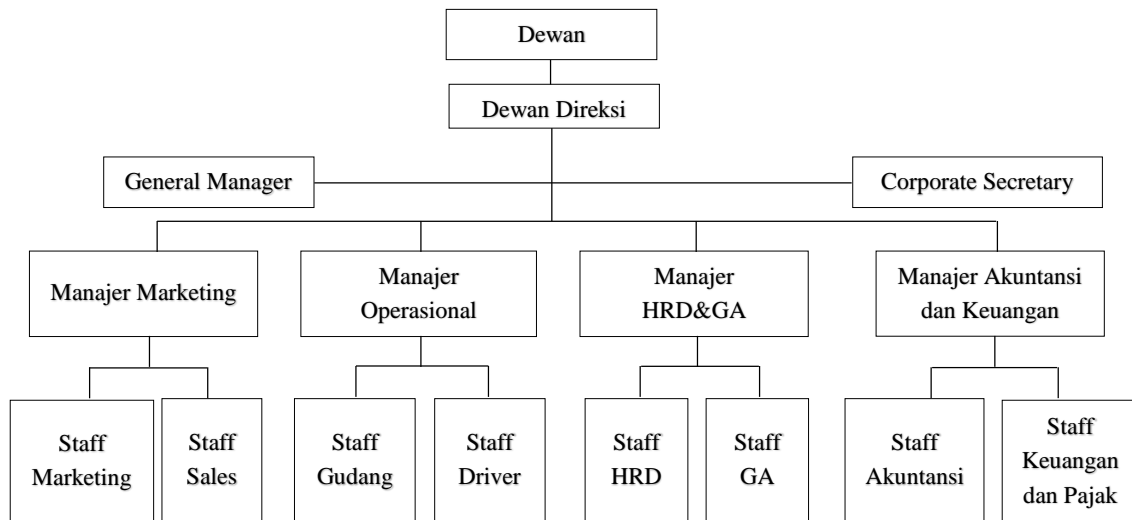 Dewan
Dewan Direksi
General Manager
Corporate Secretary
Manajer Marketing
Manajer
Operasional
Manajer
HRD&GA
Manajer Akuntansi
dan Keuangan
Staff
Marketing
Staff
Sales
Staff
Gudang
Staff
Driver
Staff
HRD
Staff
GA
Staff
Akuntansi
Staff
Keuangan
dan Pajak